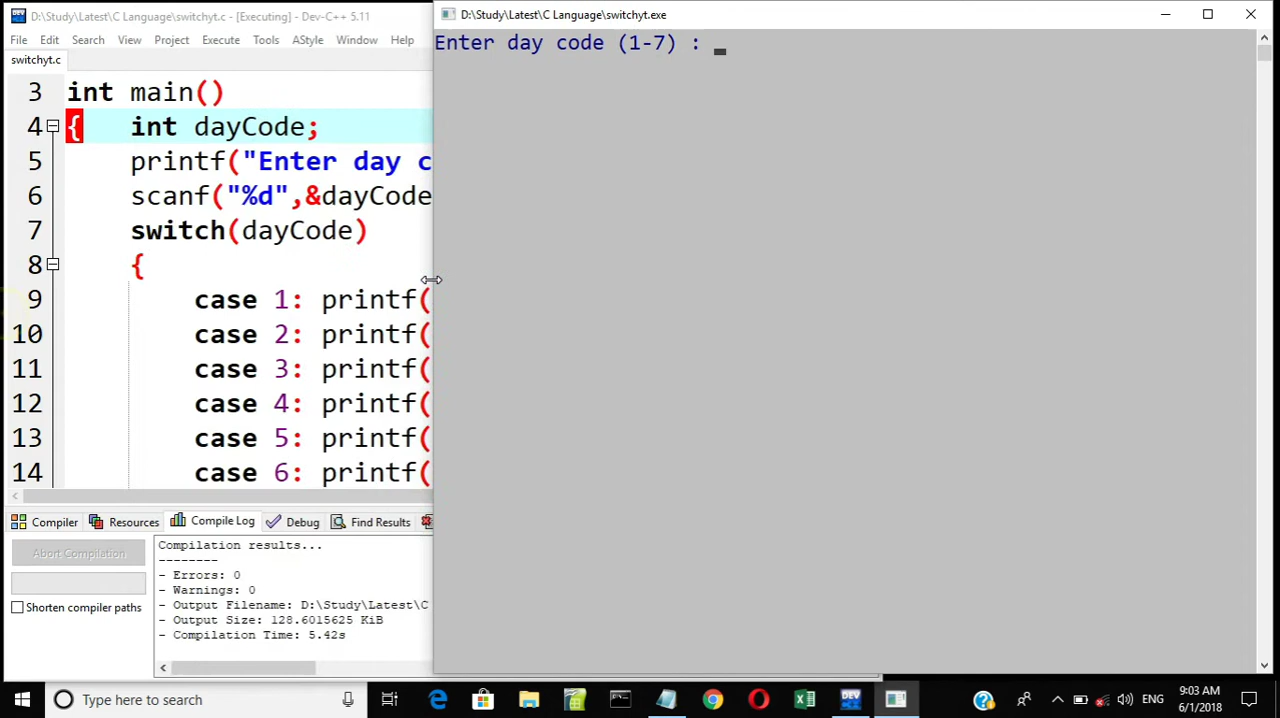 D:\Study\Latest\C Language\switchyt.c - [Executing] - Dev-C++ 5.11
File Edit Search View Project Execute Tools AStyle Window Help
switchyt.c
3 int main()
4 { int dayCode;
5 printf("Enter day c
6 scanf("%d",&dayCode
7 switch(dayCode)
8 {
9 case 1: printf(
10 case 2: printf(
11 case 3: printf(
12 case 4: printf(
13 case 5: printf(
14 case 6: printf(
Compiler Resources Compile Log Debug Find Results
Abort Compilation
Shorten compiler paths
Compilation results...
--------
- Errors: 0
- Warnings: 0
- Output Filename: D:\Study\Latest\C
- Output Size: 128.6015625 KiB
- Compilation Time: 5.42s
D:\Study\Latest\C Language\switchyt.exe
Enter day code (1-7) : _
Type here to search
DEV
ENG
9:03 AM
6/1/2018